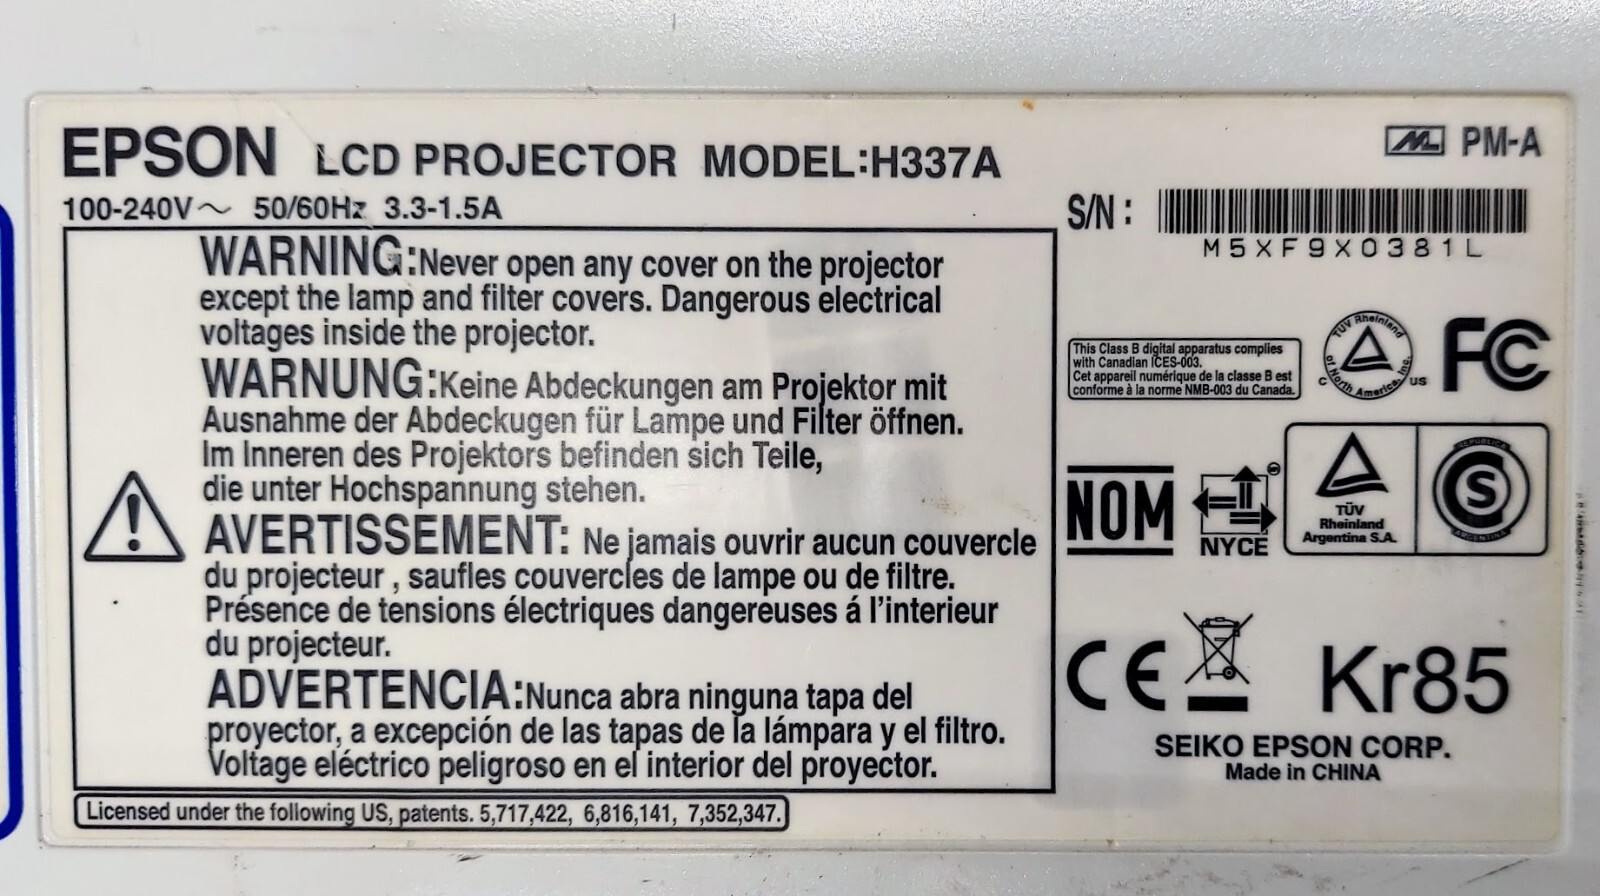 EPSON LCD PROJECTOR MODEL:H337A
PM-A
100-240V～ 50/60Hz 3.3-1.5A
S/N :
M5XF9X0381L
WARNING:Never open any cover on the projector
except the lamp and filter covers. Dangerous electrical
voltages inside the projector.
WARNUNG:Keine Abdeckungen am Projektor mit
Ausnahme der Abdeckugen für Lampe und Filter öffnen.
Im Inneren des Projektors befinden sich Teile,
die unter Hochspannung stehen.
AVERTISSEMENT: Ne jamais ouvrir aucun couvercle
du projecteur , saufles couvercles de lampe ou de filtre.
Présence de tensions électriques dangereuses á l'interieur
du projecteur.
ADVERTENCIA:Nunca abra ninguna tapa del
proyector, a excepción de las tapas de la lámpara y el filtro.
Voltage eléctrico peligroso en el interior del proyector.
Licensed under the following US, patents. 5,717,422, 6,816,141, 7,352,347.
This Class B digital apparatus complies
with Canadian ICES-003.
Cet appareil numérique de la classe B est
conforme à la norme NMB-003 du Canada.
TÜV Rheinland
of North America, Inc.
C US
FC
NOM
NYCE
TÜV
Rheinland
Argentina S.A.
REPUBLICA
S
ARGENTINA
CE
Kr85
SEIKO EPSON CORP.
Made in CHINA